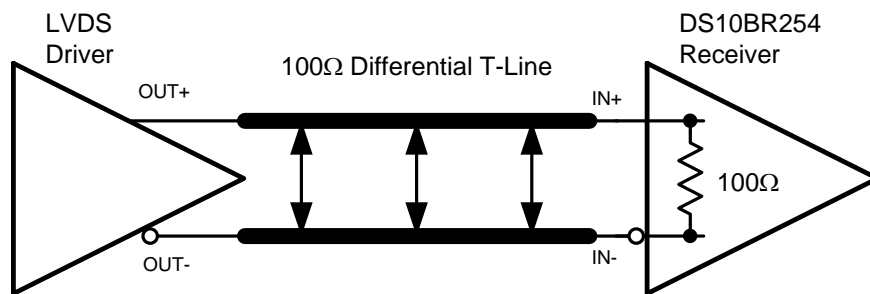 LVDS
Driver
100Ω Differential T-Line
DS10BR254
Receiver
OUT+
IN+
100Ω
OUT-
IN-